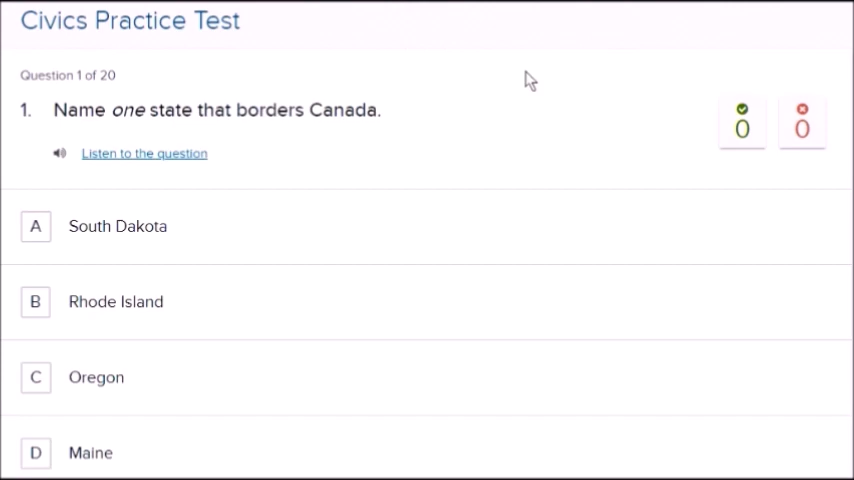 Civics Practice Test
Question 1 of 20
1. Name one state that borders Canada.
0 0
Listen to the question
A South Dakota
B Rhode Island
C Oregon
D Maine